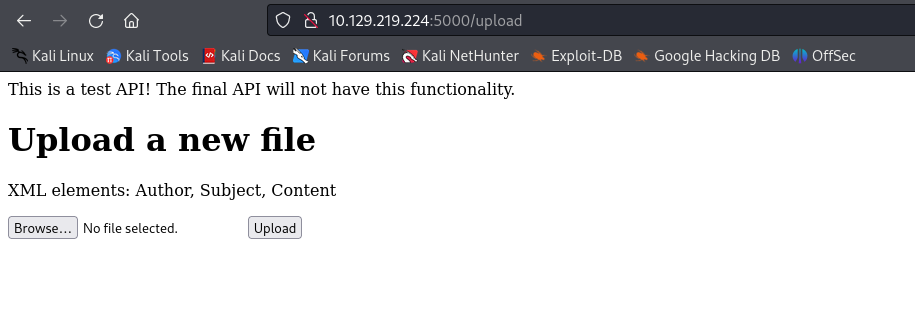 10.129.219.224:5000/upload
Kali Linux Kali Tools Kali Docs Kali Forums Kali NetHunter Exploit-DB Google Hacking DB OffSec
This is a test API! The final API will not have this functionality.
Upload a new file
XML elements: Author, Subject, Content
Browse... No file selected. Upload